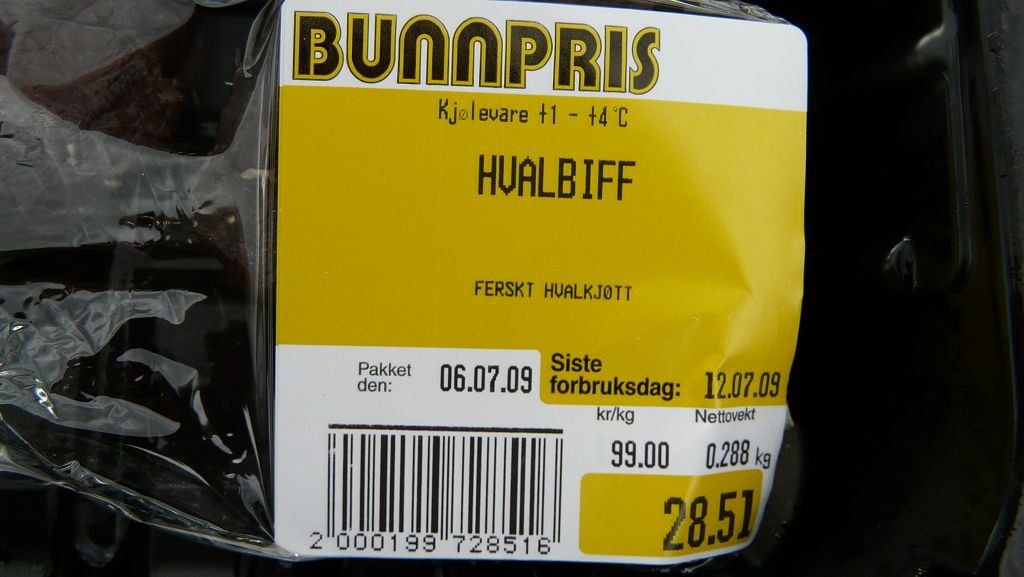 BUNNPRIS
Kjølevare +1 - +4°C
HVALBIFF
FERSKT HVALKJØTT
Pakket den: 06.07.09
Siste forbruksdag: 12.07.09
kr/kg Nettovekt
99.00 0.288 kg
28.51
2 000199 728516